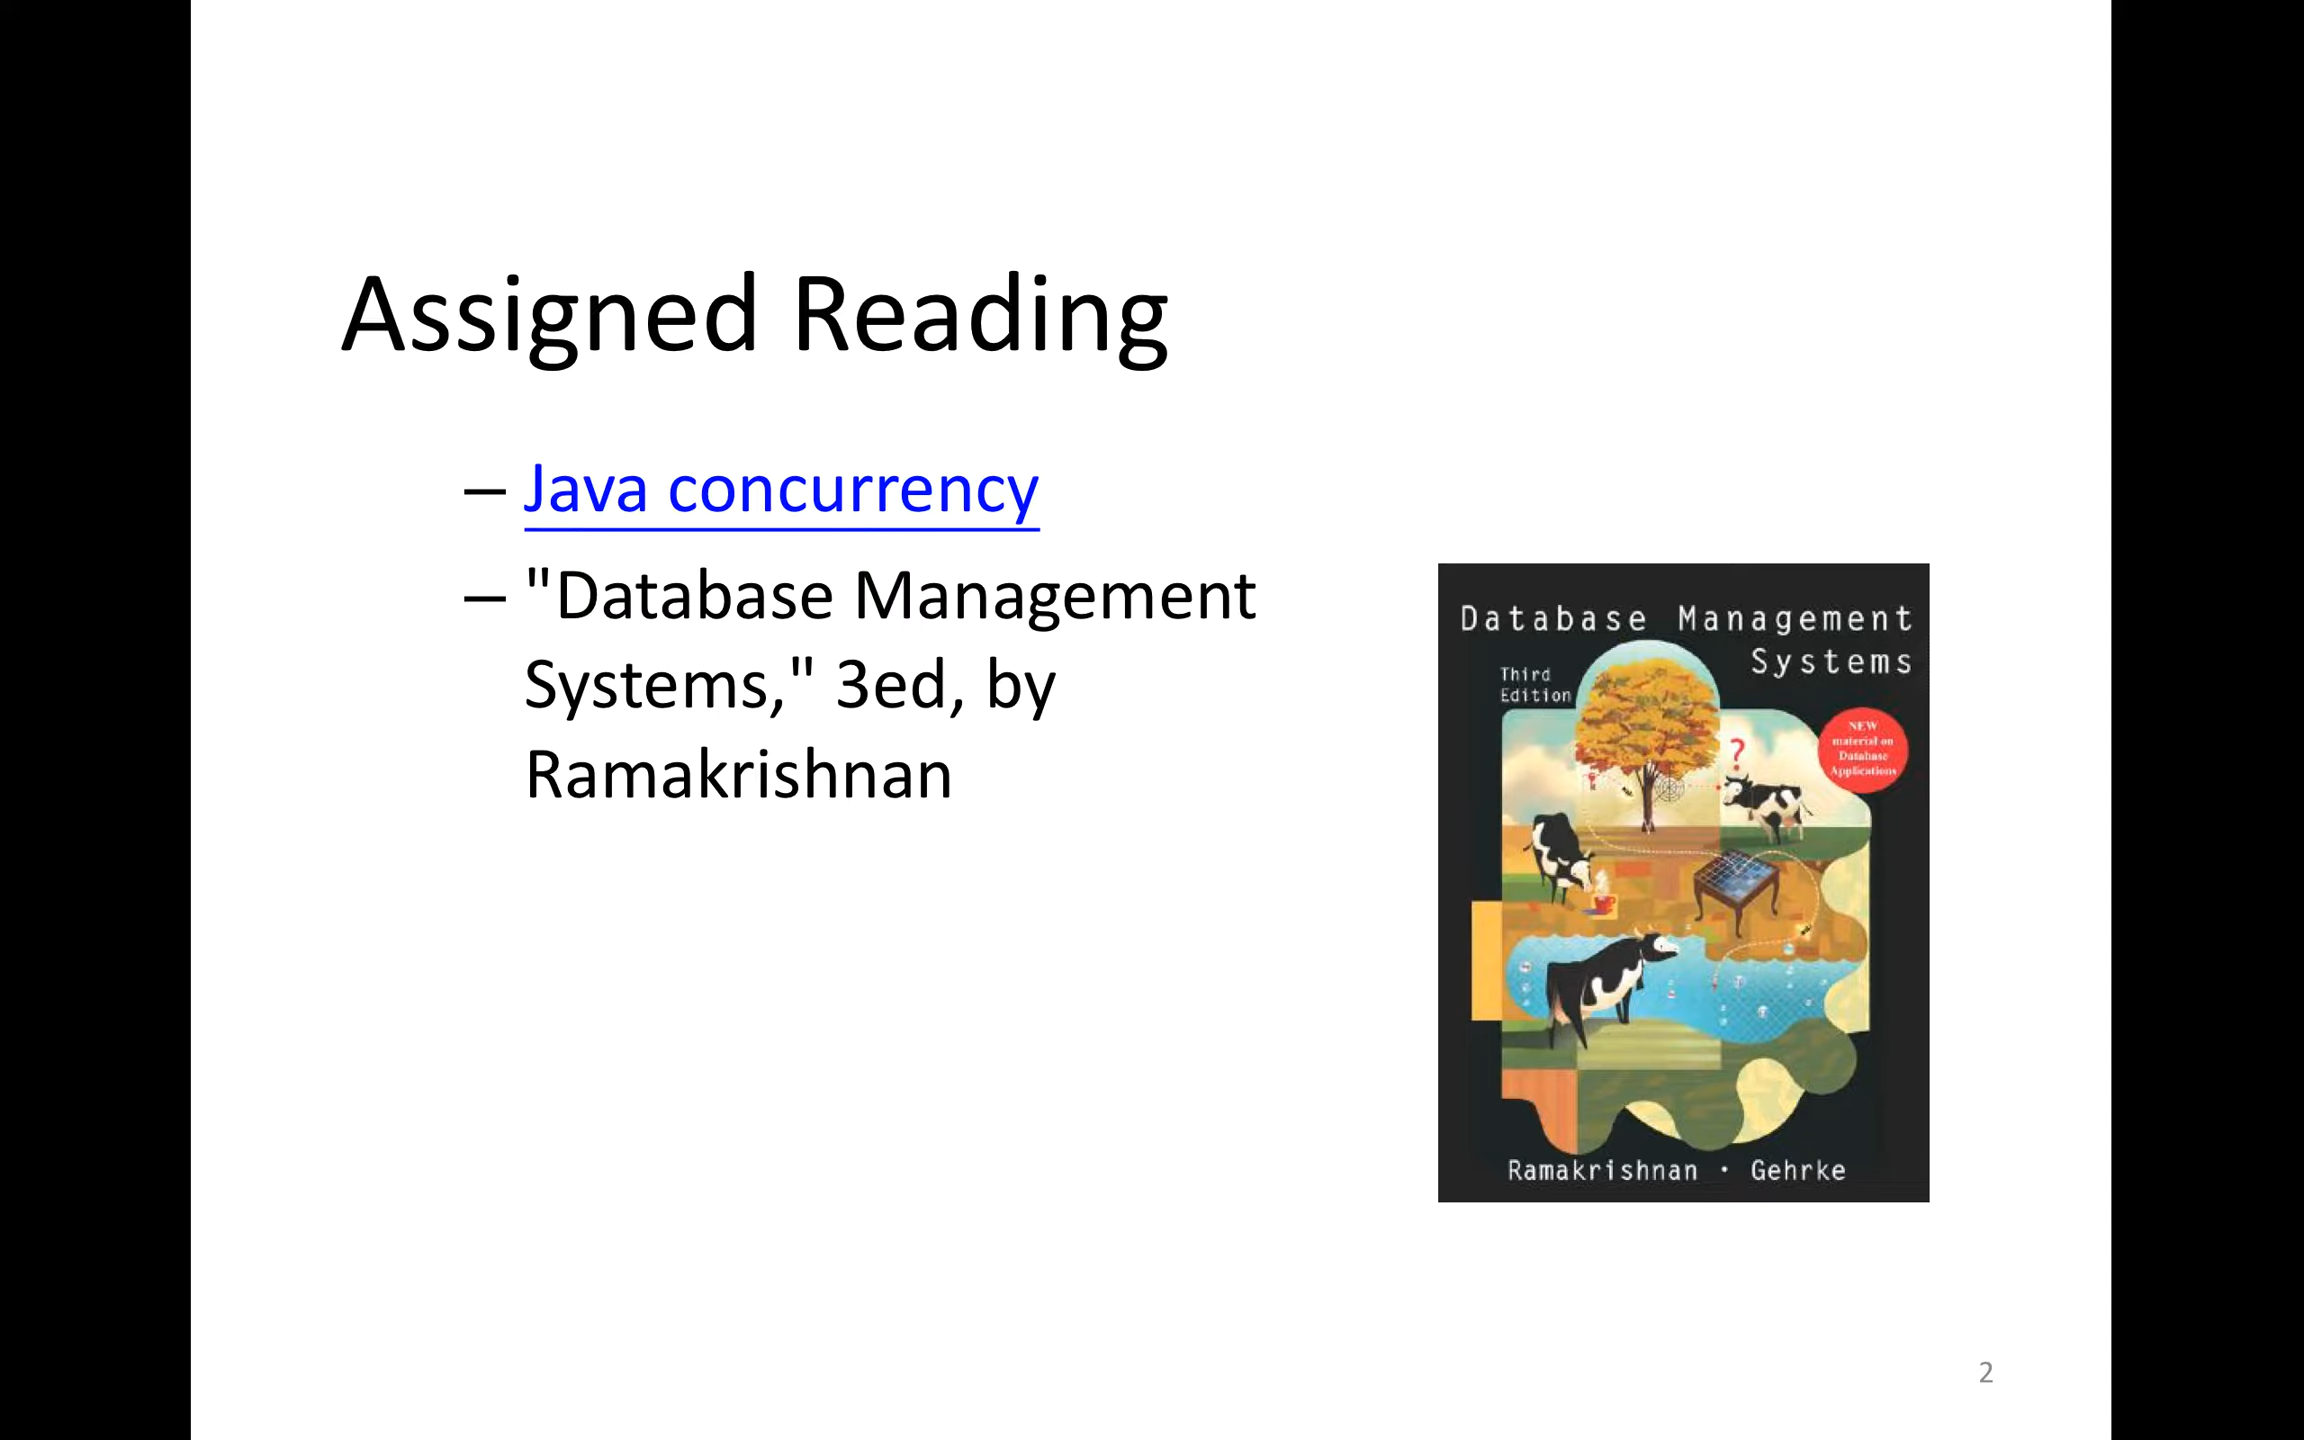 Assigned Reading
– Java concurrency
– "Database Management
Systems," 3ed, by
Ramakrishnan
Database Management
Systems
Third
Edition
NEW
material on
Database
Applications
?
Ramakrishnan · Gehrke
2